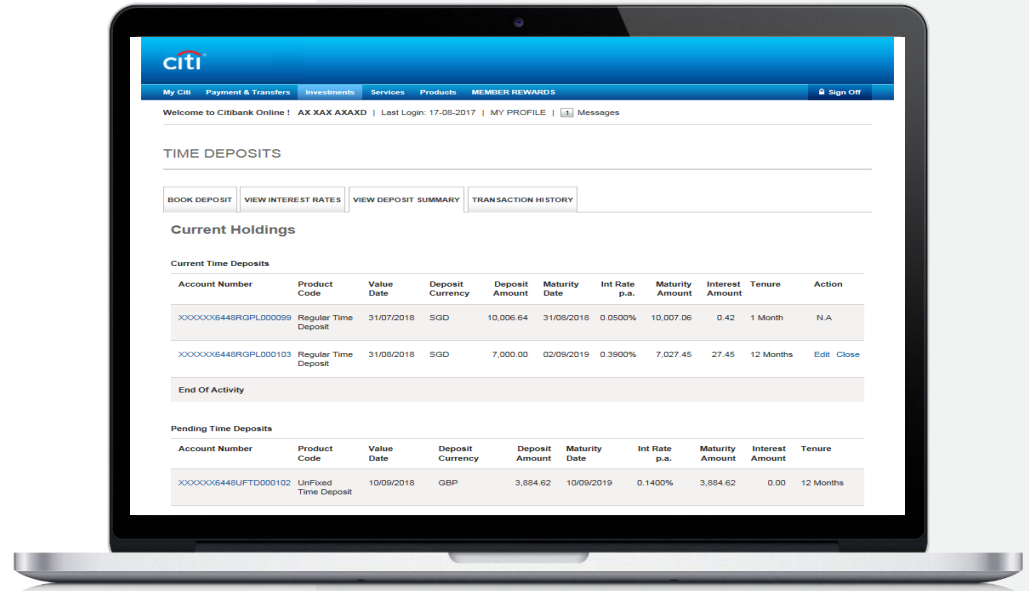 citi
My Citi Payment & Transfers Investments Services Products MEMBER REWARDS Sign Off
Welcome to Citibank Online ! AX XAX AXAXD | Last Login: 17-08-2017 | MY PROFILE | 1 Messages
TIME DEPOSITS
BOOK DEPOSIT VIEW INTEREST RATES VIEW DEPOSIT SUMMARY TRANSACTION HISTORY
Current Holdings
Current Time Deposits
Account Number Product Value Deposit Deposit Maturity Int Rate Maturity Interest Tenure Action
Code Date Currency Amount Date p.a. Amount Amount
XXXXXX6448RGPL000099 Regular Time 31/07/2018 SGD 10,006.64 31/08/2018 0.0500% 10,007.06 0.42 1 Month N.A
Deposit
XXXXXX6448RGPL000103 Regular Time 31/08/2018 SGD 7,000.00 02/09/2019 0.3900% 7,027.45 27.45 12 Months Edit Close
Deposit
End Of Activity
Pending Time Deposits
Account Number Product Value Deposit Deposit Maturity Int Rate Maturity Interest Tenure
Code Date Currency Amount Date p.a. Amount Amount
XXXXXX6448UFTD000102 UnFixed 10/09/2018 GBP 3,884.62 10/09/2019 0.1400% 3,884.62 0.00 12 Months
Time Deposit